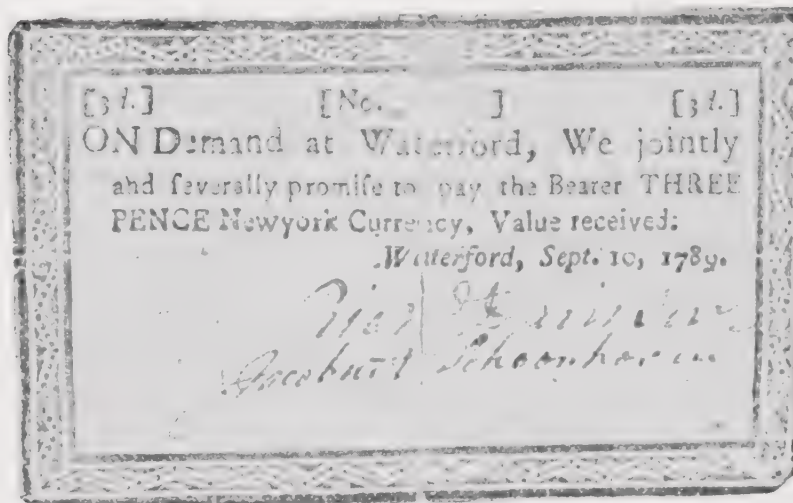 [3 d.] [No. ] [3 d.]
ON Demand at Waterford, We jointly
and ſeverally promiſe to pay the Bearer THREE
PENCE Newyork Currency, Value received:
Waterford, Sept. 10, 1789.
Schoonhoven